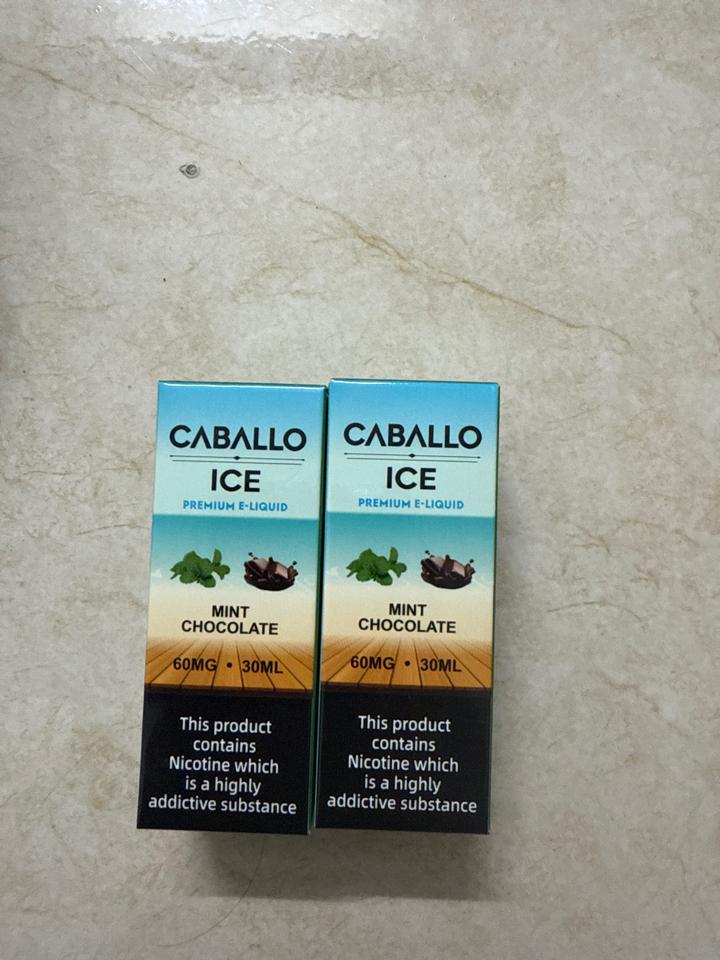 CABALLO
ICE
PREMIUM E-LIQUID
MINT
CHOCOLATE
60MG • 30ML
This product
contains
Nicotine which
is a highly
addictive substance
CABALLO
ICE
PREMIUM E-LIQUID
MINT
CHOCOLATE
60MG • 30ML
This product
contains
Nicotine which
is a highly
addictive substance